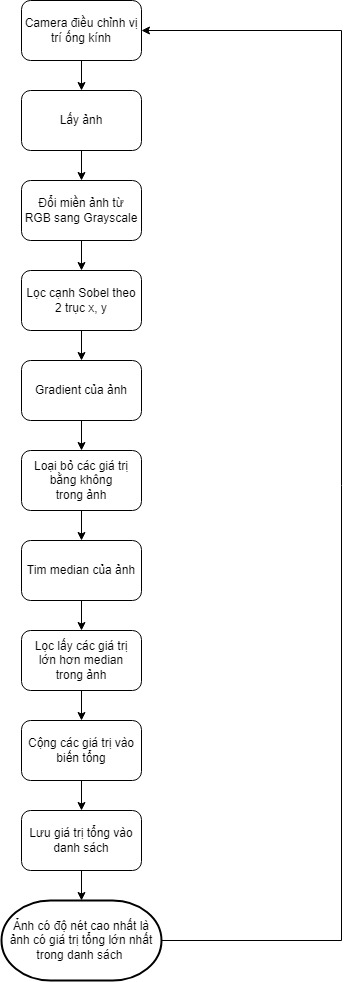 Camera điều chỉnh vị
trí ống kính
Lấy ảnh
Đổi miền ảnh từ
RGB sang Grayscale
Lọc cạnh Sobel theo
2 trục x, y
Gradient của ảnh
Loại bỏ các giá trị
bằng không
trong ảnh
Tìm median của ảnh
Lọc lấy các giá trị
lớn hơn median
trong ảnh
Cộng các giá trị vào
biến tổng
Lưu giá trị tổng vào
danh sách
Ảnh có độ nét cao nhất là
ảnh có giá trị tổng lớn nhất
trong danh sách